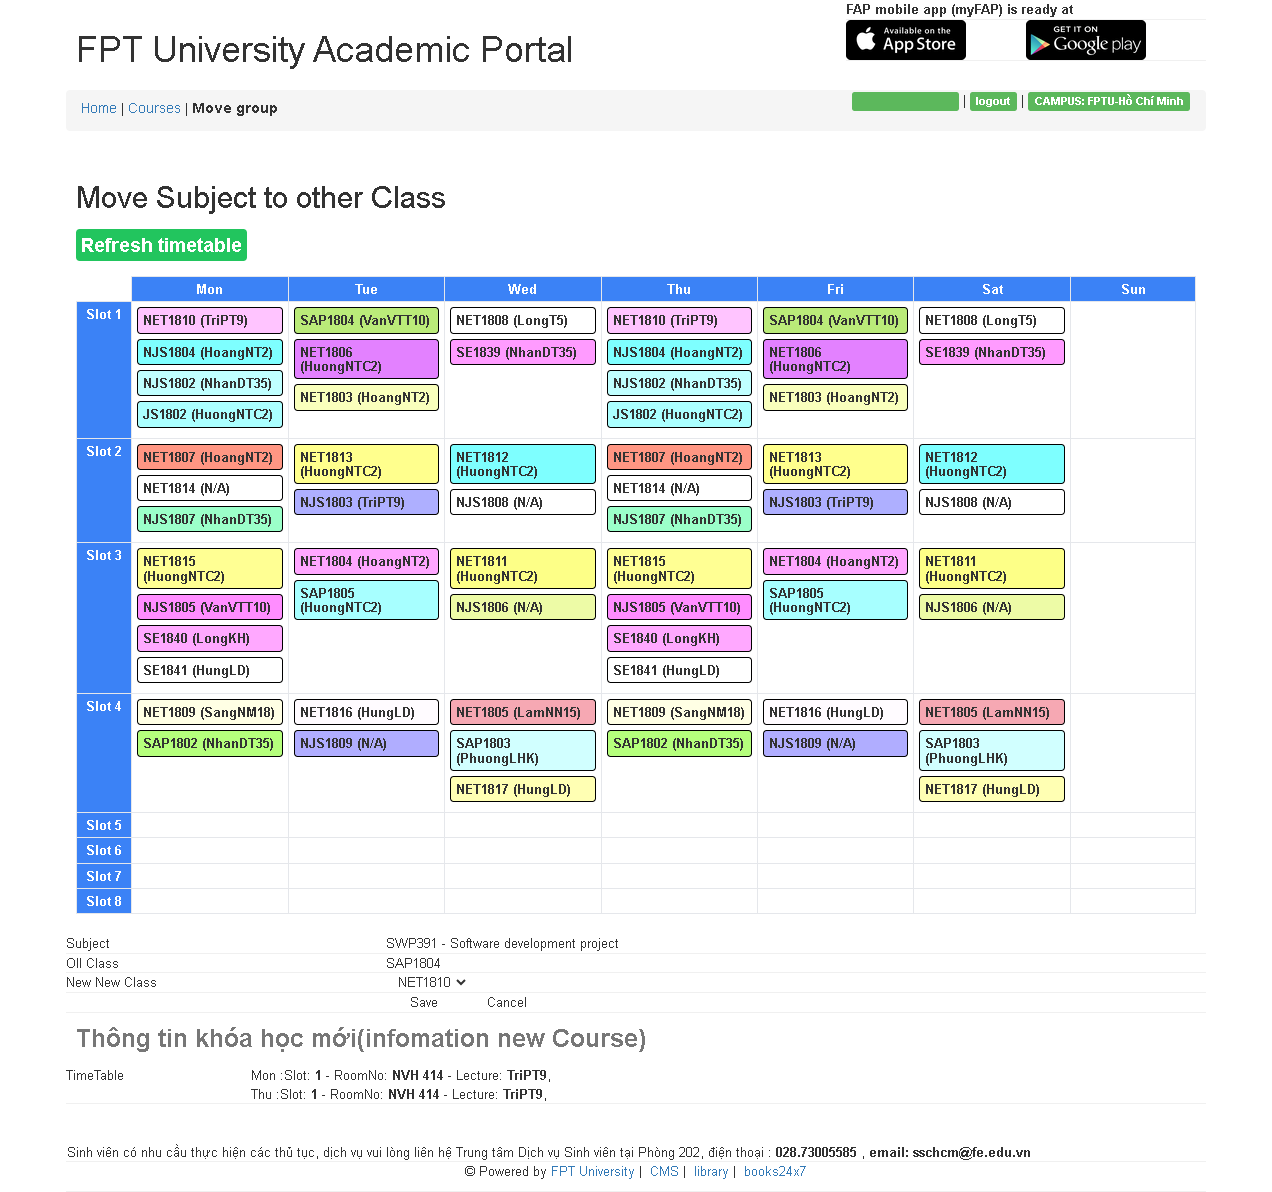 FAP mobile app (myFAP) is ready at
FPT University Academic Portal
Available on the
App Store
GET IT ON
Google play
Home | Courses | Move group
| logout | CAMPUS: FPTU-Hồ Chí Minh
Move Subject to other Class
Refresh timetable
Mon Tue Wed Thu Fri Sat Sun
Slot 1
NET1810 (TriPT9)
NJS1804 (HoangNT2)
NJS1802 (NhanDT35)
JS1802 (HuongNTC2)
SAP1804 (VanVTT10)
NET1806
(HuongNTC2)
NET1803 (HoangNT2)
NET1808 (LongT5)
SE1839 (NhanDT35)
NET1810 (TriPT9)
NJS1804 (HoangNT2)
NJS1802 (NhanDT35)
JS1802 (HuongNTC2)
SAP1804 (VanVTT10)
NET1806
(HuongNTC2)
NET1803 (HoangNT2)
NET1808 (LongT5)
SE1839 (NhanDT35)
Slot 2
NET1807 (HoangNT2)
NET1814 (N/A)
NJS1807 (NhanDT35)
NET1813
(HuongNTC2)
NJS1803 (TriPT9)
NET1812
(HuongNTC2)
NJS1808 (N/A)
NET1807 (HoangNT2)
NET1814 (N/A)
NJS1807 (NhanDT35)
NET1813
(HuongNTC2)
NJS1803 (TriPT9)
NET1812
(HuongNTC2)
NJS1808 (N/A)
Slot 3
NET1815
(HuongNTC2)
NJS1805 (VanVTT10)
SE1840 (LongKH)
SE1841 (HungLD)
NET1804 (HoangNT2)
SAP1805
(HuongNTC2)
NET1811
(HuongNTC2)
NJS1806 (N/A)
NET1815
(HuongNTC2)
NJS1805 (VanVTT10)
SE1840 (LongKH)
SE1841 (HungLD)
NET1804 (HoangNT2)
SAP1805
(HuongNTC2)
NET1811
(HuongNTC2)
NJS1806 (N/A)
Slot 4
NET1809 (SangNM18)
SAP1802 (NhanDT35)
NET1816 (HungLD)
NJS1809 (N/A)
NET1805 (LamNN15)
SAP1803
(PhuongLHK)
NET1817 (HungLD)
NET1809 (SangNM18)
SAP1802 (NhanDT35)
NET1816 (HungLD)
NJS1809 (N/A)
NET1805 (LamNN15)
SAP1803
(PhuongLHK)
NET1817 (HungLD)
Slot 5
Slot 6
Slot 7
Slot 8
Subject SWP391 - Software development project
Oll Class SAP1804
New New Class NET1810
Save Cancel
Thông tin khóa học mới(infomation new Course)
TimeTable Mon :Slot: 1 - RoomNo: NVH 414 - Lecture: TriPT9,
Thu :Slot: 1 - RoomNo: NVH 414 - Lecture: TriPT9,
Sinh viên có nhu cầu thực hiện các thủ tục, dịch vụ vui lòng liên hệ Trung tâm Dịch vụ Sinh viên tại Phòng 202, điện thoại : 028.73005585 , email: sschcm@fe.edu.vn
© Powered by FPT University | CMS | library | books24x7